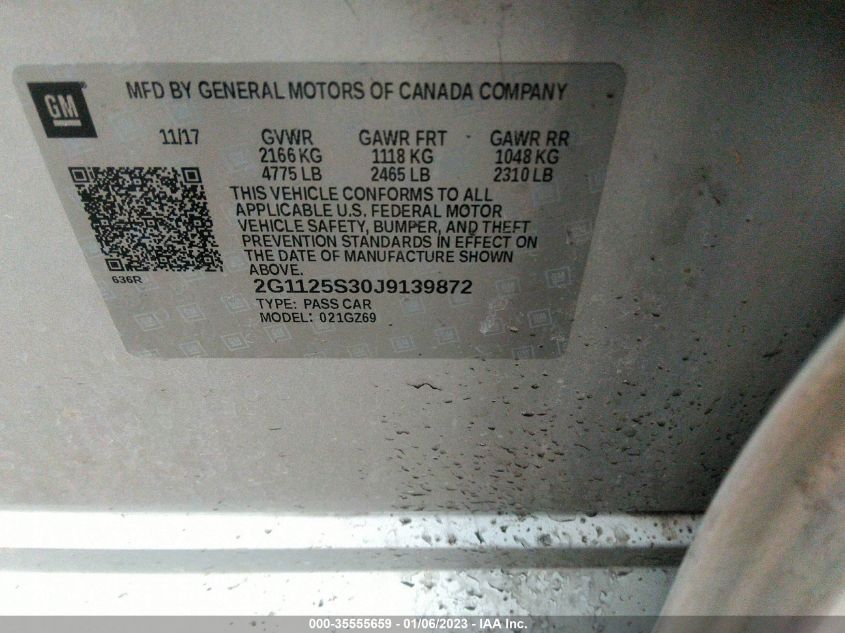 GM
MFD BY GENERAL MOTORS OF CANADA COMPANY
11/17 GVWR GAWR FRT GAWR RR
2166 KG 1118 KG 1048 KG
4775 LB 2465 LB 2310 LB
THIS VEHICLE CONFORMS TO ALL
APPLICABLE U.S. FEDERAL MOTOR
VEHICLE SAFETY, BUMPER, AND THEFT
PREVENTION STANDARDS IN EFFECT ON
THE DATE OF MANUFACTURE SHOWN
ABOVE.
636R
2G1125S30J9139872
TYPE: PASS CAR
MODEL: 021GZ69
000-35555659 - 01/06/2023 - IAA Inc.